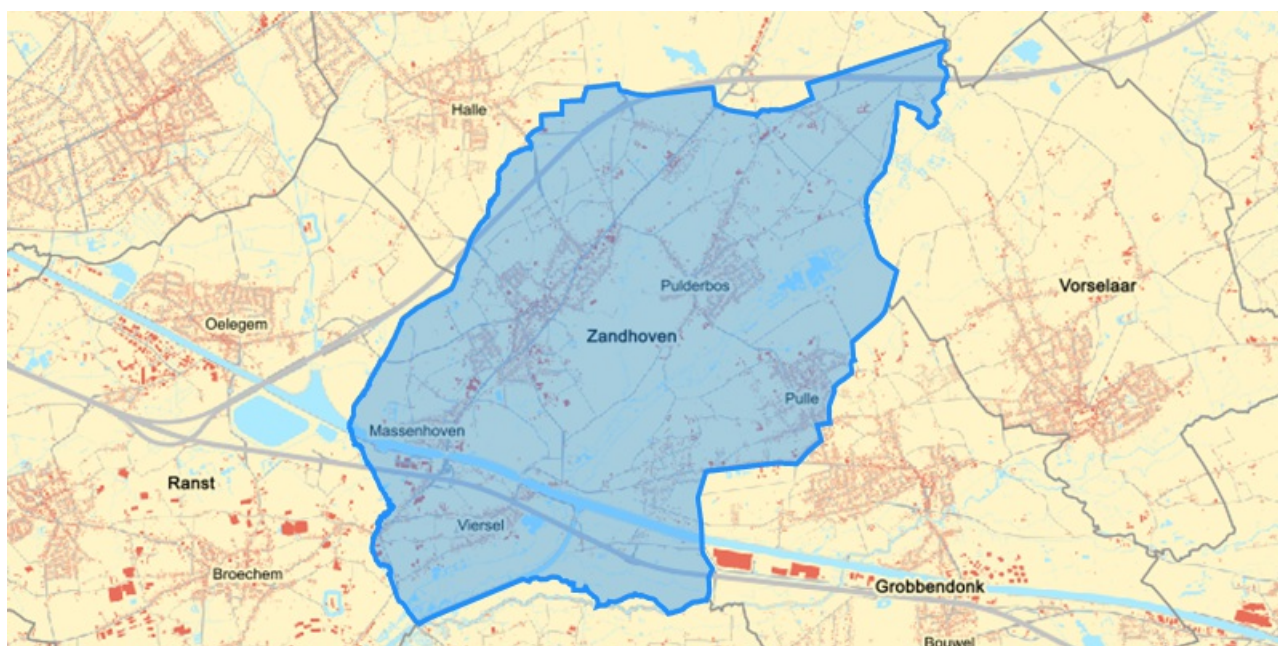 Halle
Pulderbos
Vorselaar
Oelegem
Zandhoven
Pulle
Massenhoven
Ranst
Viersel
Broechem
Grobbendonk
Bouwel